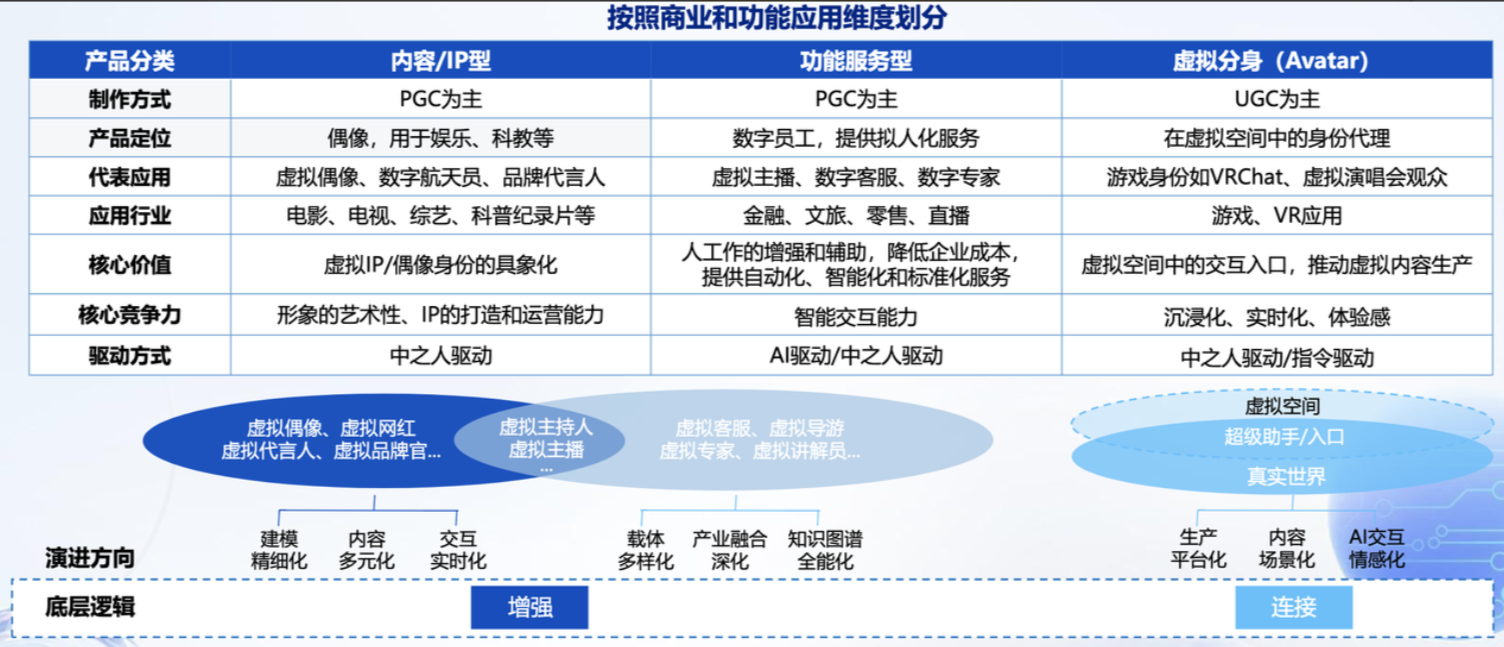 按照商业和功能应用维度划分
产品分类 内容/IP型 功能服务型 虚拟分身（Avatar）
制作方式 PGC为主 PGC为主 UGC为主
产品定位 偶像，用于娱乐、科教等 数字员工，提供拟人化服务 在虚拟空间中的身份代理
代表应用 虚拟偶像、数字航天员、品牌代言人 虚拟主播、数字客服、数字专家 游戏身份如VRChat、虚拟演唱会观众
应用行业 电影、电视、综艺、科普纪录片等 金融、文旅、零售、直播 游戏、VR应用
核心价值 虚拟IP/偶像身份的具象化 人工作的增强和辅助，降低企业成本，
提供自动化、智能化和标准化服务 虚拟空间中的交互入口，推动虚拟内容生产
核心竞争力 形象的艺术性、IP的打造和运营能力 智能交互能力 沉浸化、实时化、体验感
驱动方式 中之人驱动 AI驱动/中之人驱动 中之人驱动/指令驱动
虚拟偶像、虚拟网红
虚拟代言人、虚拟品牌官...
虚拟主持人
虚拟主播
...
虚拟客服、虚拟导游
虚拟专家、虚拟讲解员...
虚拟空间
超级助手/入口
真实世界
演进方向
建模
精细化
内容
多元化
交互
实时化
载体
多样化
产业融合
深化
知识图谱
全能化
生产
平台化
内容
场景化
AI交互
情感化
底层逻辑 增强 连接